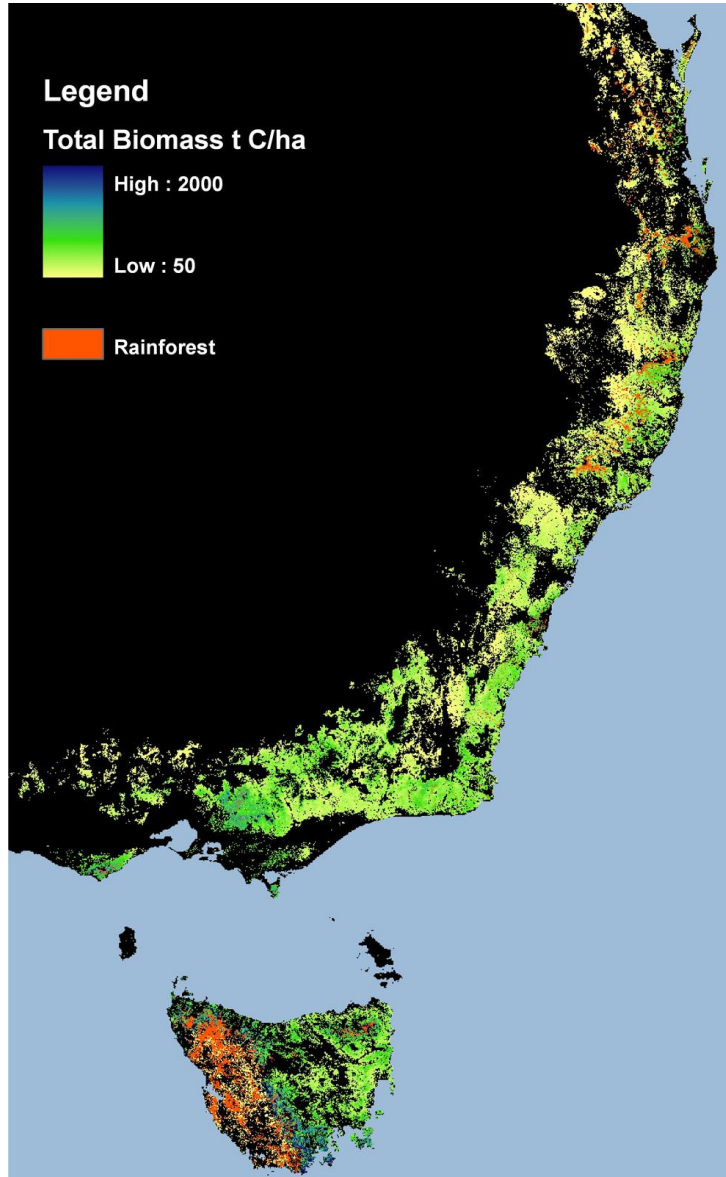 Legend
Total Biomass t C/ha
High : 2000
Low : 50
Rainforest